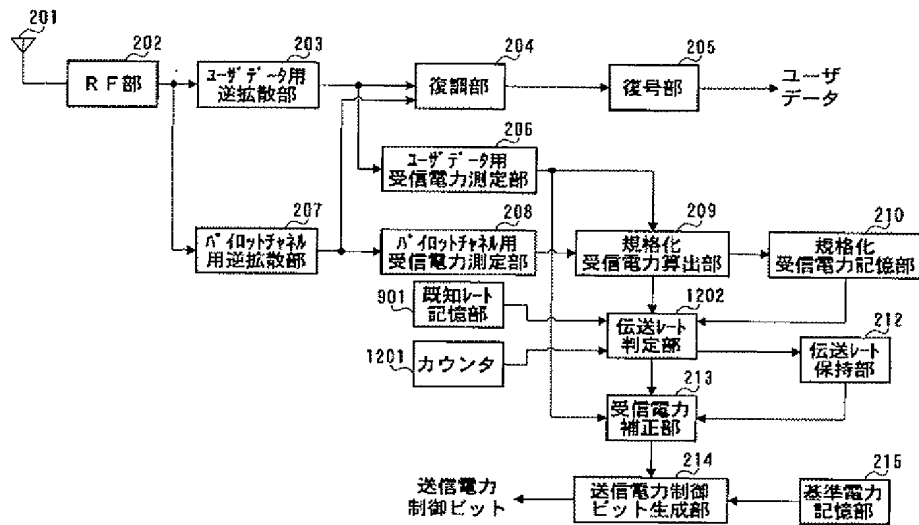 201
202
RF部
203
ユーザデータ用
逆拡散部
204
復調部
205
復号部
ユーザ
データ
206
ユーザデータ用
受信電力測定部
207
パイロットチャネル
用逆拡散部
208
パイロットチャネル用
受信電力測定部
209
規格化
受信電力算出部
210
規格化
受信電力記憶部
901
既知レート
記憶部
1202
伝送レート
判定部
212
伝送レート
保持部
1201
カウンタ
213
受信電力
補正部
214
送信電力制御
ビット生成部
215
基準電力
記憶部
送信電力
制御ビット